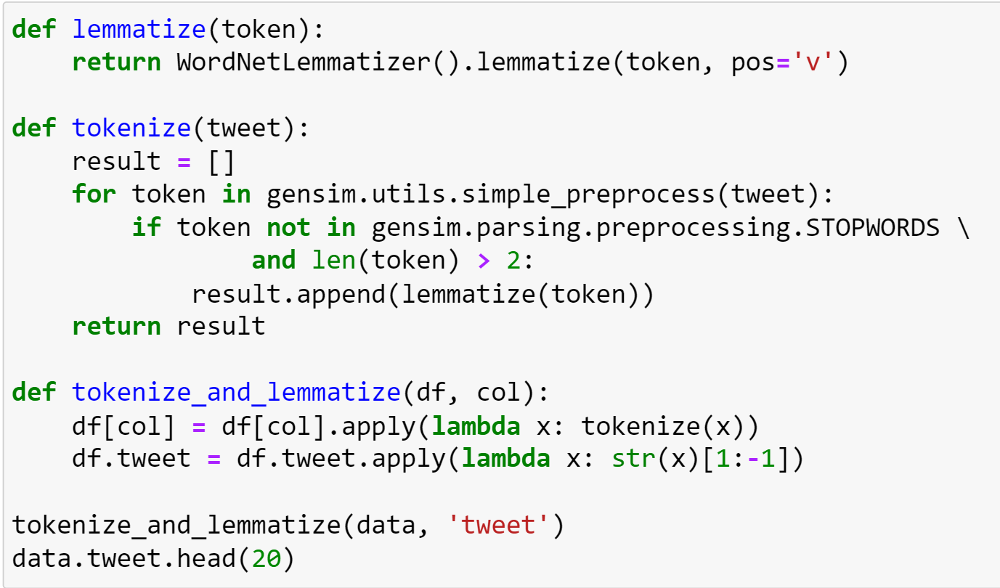 def lemmatize(token):
    return WordNetLemmatizer().lemmatize(token, pos='v')

def tokenize(tweet):
    result = []
    for token in gensim.utils.simple_preprocess(tweet):
        if token not in gensim.parsing.preprocessing.STOPWORDS \
                and len(token) > 2:
            result.append(lemmatize(token))
    return result

def tokenize_and_lemmatize(df, col):
    df[col] = df[col].apply(lambda x: tokenize(x))
    df.tweet = df.tweet.apply(lambda x: str(x)[1:-1])

tokenize_and_lemmatize(data, 'tweet')
data.tweet.head(20)